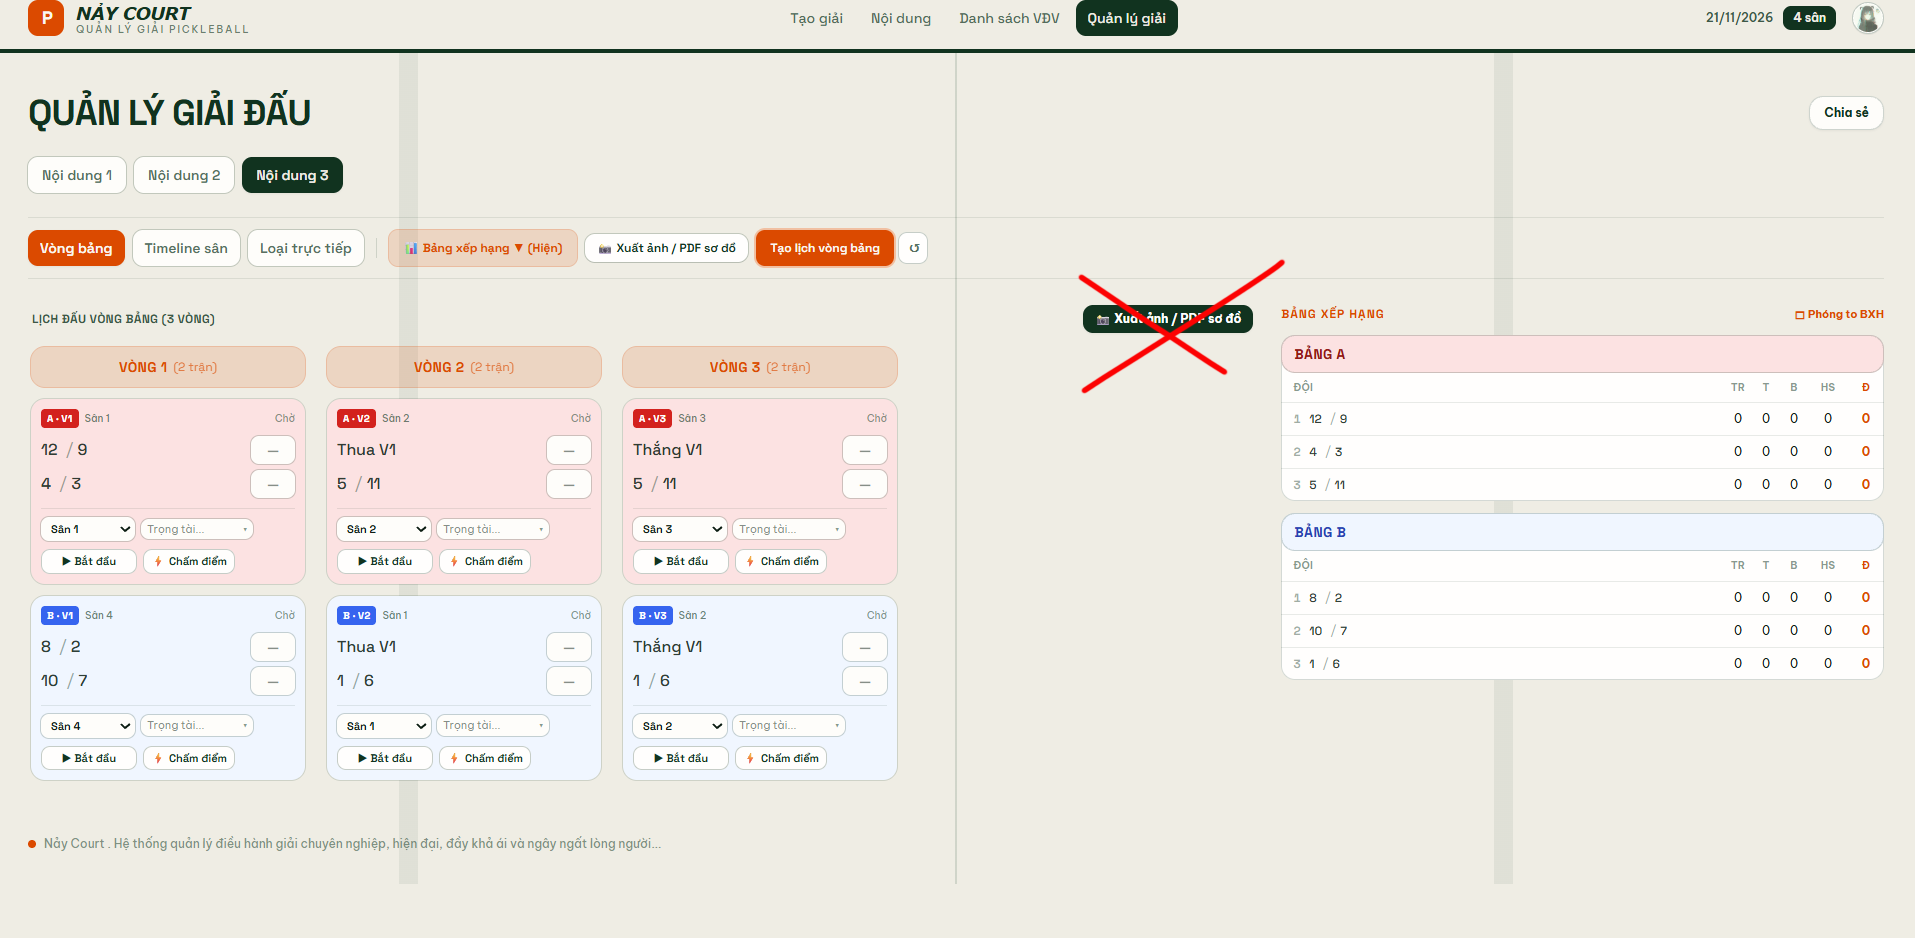 P
NẢY COURT
QUẢN LÝ GIẢI PICKLEBALL
Tạo giải Nội dung Danh sách VĐV Quản lý giải
21/11/2026 4 sân
QUẢN LÝ GIẢI ĐẤU
Chia sẻ
Nội dung 1 Nội dung 2 Nội dung 3
Vòng bảng Timeline sân Loại trực tiếp 📊 Bảng xếp hạng ▼ (Hiện) 📸 Xuất ảnh / PDF sơ đồ Tạo lịch vòng bảng ↺
LỊCH ĐẤU VÒNG BẢNG (3 VÒNG)
📸 Xuất ảnh / PDF sơ đồ
VÒNG 1 (2 trận) VÒNG 2 (2 trận) VÒNG 3 (2 trận)
A · V1 Sân 1 Chờ
12 / 9 —
4 / 3 —
Sân 1 Trọng tài...
▶ Bắt đầu ⚡ Chấm điểm
A · V2 Sân 2 Chờ
Thua V1 —
5 / 11 —
Sân 2 Trọng tài...
▶ Bắt đầu ⚡ Chấm điểm
A · V3 Sân 3 Chờ
Thắng V1 —
5 / 11 —
Sân 3 Trọng tài...
▶ Bắt đầu ⚡ Chấm điểm
B · V1 Sân 4 Chờ
8 / 2 —
10 / 7 —
Sân 4 Trọng tài...
▶ Bắt đầu ⚡ Chấm điểm
B · V2 Sân 1 Chờ
Thua V1 —
1 / 6 —
Sân 1 Trọng tài...
▶ Bắt đầu ⚡ Chấm điểm
B · V3 Sân 2 Chờ
Thắng V1 —
1 / 6 —
Sân 2 Trọng tài...
▶ Bắt đầu ⚡ Chấm điểm
BẢNG XẾP HẠNG
Phóng to BXH
BẢNG A
ĐỘI TR T B HS Đ
1 12 / 9 0 0 0 0 0
2 4 / 3 0 0 0 0 0
3 5 / 11 0 0 0 0 0
BẢNG B
ĐỘI TR T B HS Đ
1 8 / 2 0 0 0 0 0
2 10 / 7 0 0 0 0 0
3 1 / 6 0 0 0 0 0
Nảy Court . Hệ thống quản lý điều hành giải chuyên nghiệp, hiện đại, đầy khả ái và ngây ngất lòng người...